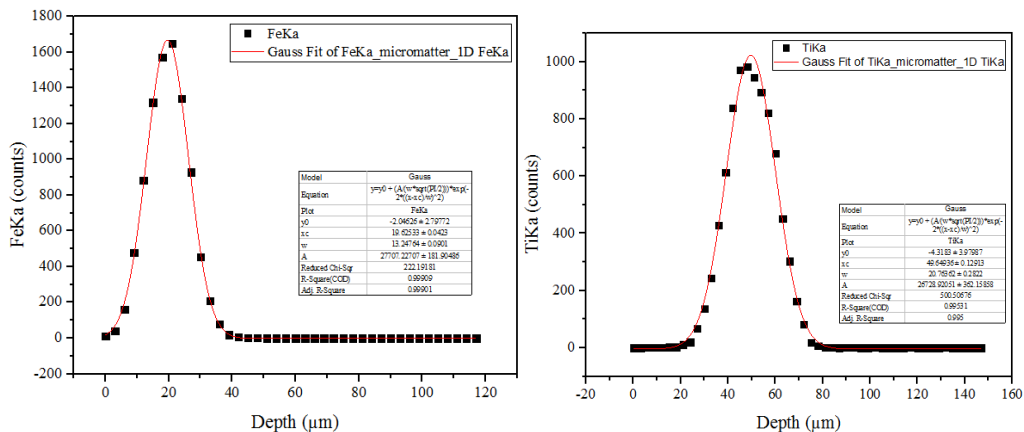 FeKa
Gauss Fit of FeKa_micromatter_1D FeKa
FeKa (counts)
1800
1600
1400
1200
1000
800
600
400
200
0
-200
0 20 40 60 80 100 120
Depth (µm)
Model Gauss
Equation y=y0 + (A/(w*sqrt(PI/2)))*exp(-2*((x-xc)/w)^2)
Plot FeKa
y0 -2.04626 ± 2.79772
xc 19.62533 ± 0.0423
w 13.24764 ± 0.0901
A 27707.22707 ± 181.90486
Reduced Chi-Sqr 222.19181
R-Square(COD) 0.99909
Adj. R-Square 0.99901
TiKa
Gauss Fit of TiKa_micromatter_1D TiKa
TiKa (counts)
1000
800
600
400
200
0
-20 0 20 40 60 80 100 120 140 160
Depth (µm)
Model Gauss
Equation y=y0 + (A/(w*sqrt(PI/2)))*exp(-2*((x-xc)/w)^2)
Plot TiKa
y0 -4.3183 ± 3.97987
xc 49.64936 ± 0.12913
w 20.76362 ± 0.2822
A 26728.92051 ± 362.15858
Reduced Chi-Sqr 500.50676
R-Square(COD) 0.99531
Adj. R-Square 0.995